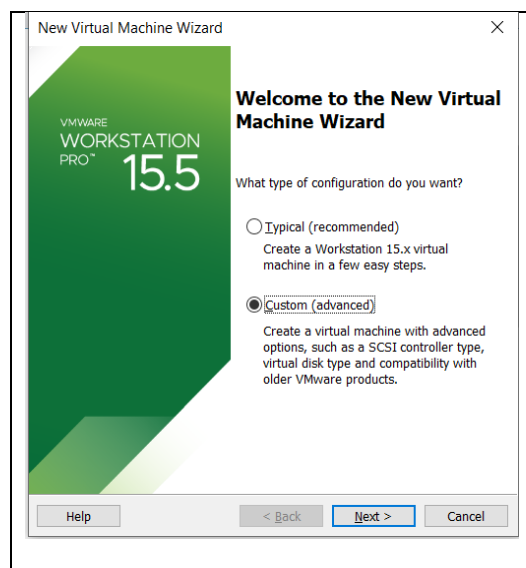 New Virtual Machine Wizard
VMWARE
WORKSTATION
PRO™ 15.5
Welcome to the New Virtual
Machine Wizard
What type of configuration do you want?
Typical (recommended)
Create a Workstation 15.x virtual
machine in a few easy steps.
Custom (advanced)
Create a virtual machine with advanced
options, such as a SCSI controller type,
virtual disk type and compatibility with
older VMware products.
Help
< Back
Next >
Cancel